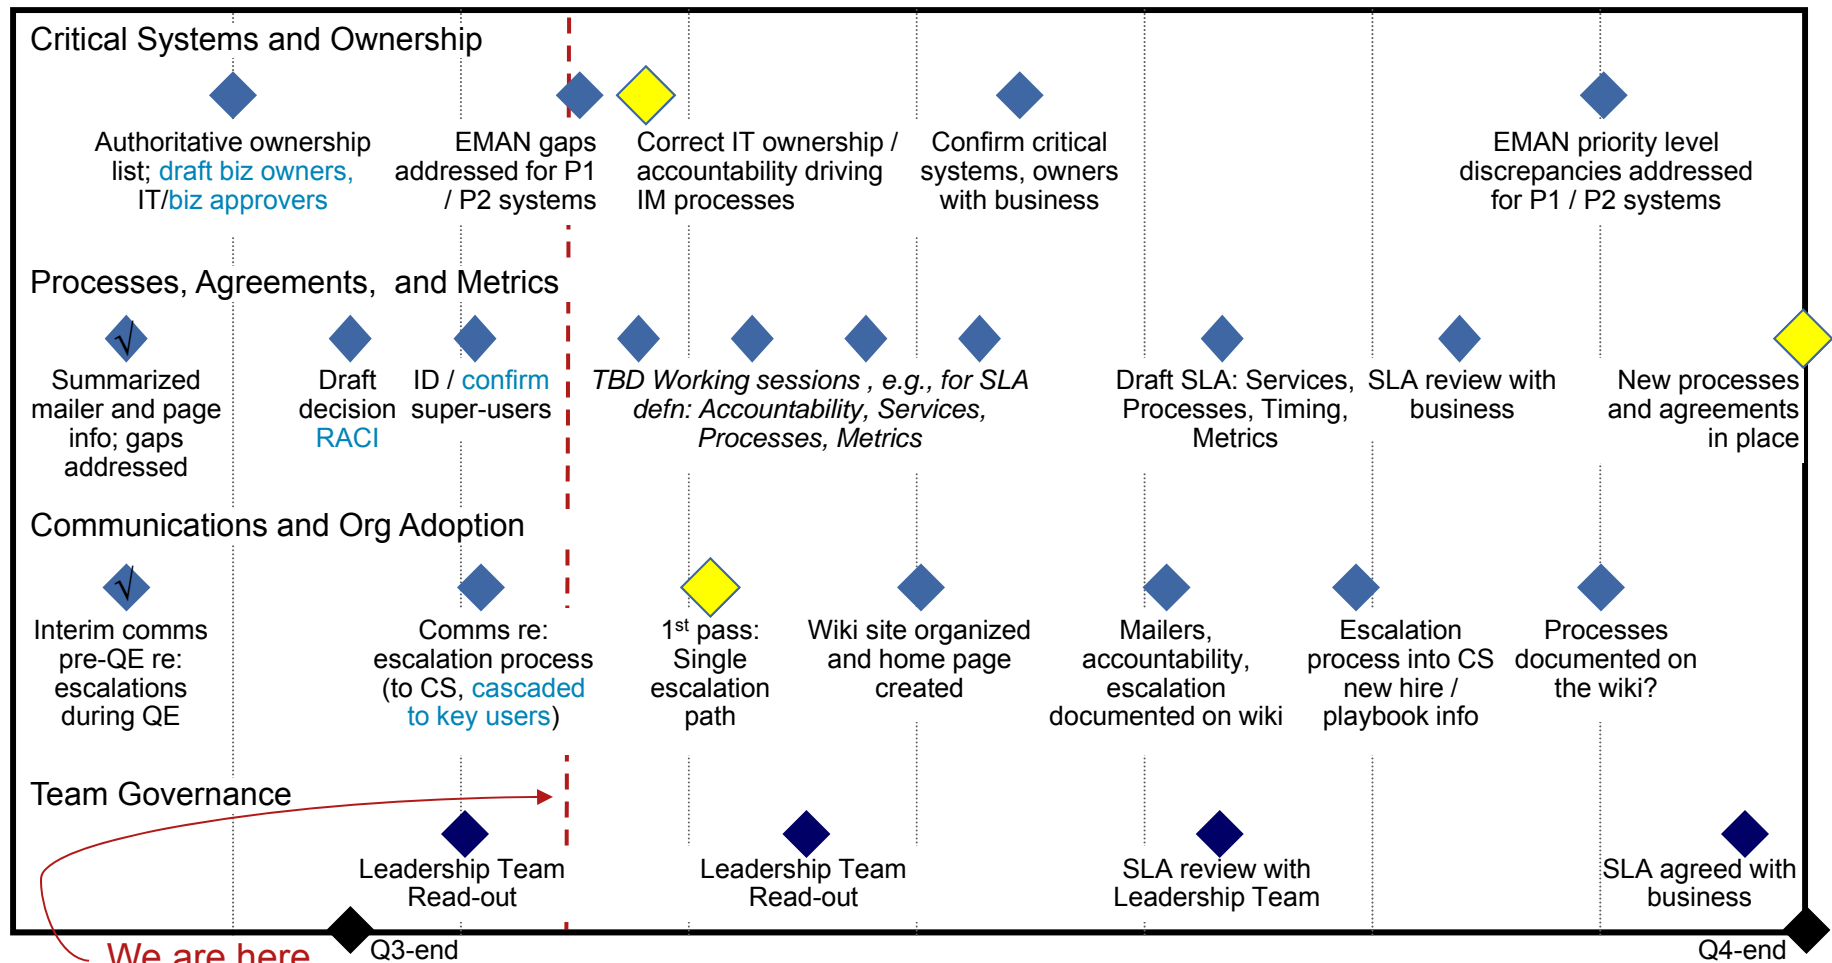 Critical Systems and Ownership
Authoritative ownership
list; draft biz owners,
IT/biz approvers
EMAN gaps
addressed for P1
/ P2 systems
Correct IT ownership /
accountability driving
IM processes
Confirm critical
systems, owners
with business
EMAN priority level
discrepancies addressed
for P1 / P2 systems
Processes, Agreements, and Metrics
√
Summarized
mailer and page
info; gaps
addressed
Draft
decision
RACI
ID / confirm
super-users
TBD Working sessions , e.g., for SLA
defn: Accountability, Services,
Processes, Metrics
Draft SLA: Services,
Processes, Timing,
Metrics
SLA review with
business
New processes
and agreements
in place
Communications and Org Adoption
√
Interim comms
pre-QE re:
escalations
during QE
Comms re:
escalation process
(to CS, cascaded
to key users)
1st pass:
Single
escalation
path
Wiki site organized
and home page
created
Mailers,
accountability,
escalation
documented on wiki
Escalation
process into CS
new hire /
playbook info
Processes
documented on
the wiki?
Team Governance
Leadership Team
Read-out
Leadership Team
Read-out
SLA review with
Leadership Team
SLA agreed with
business
We are here
Q3-end
Q4-end